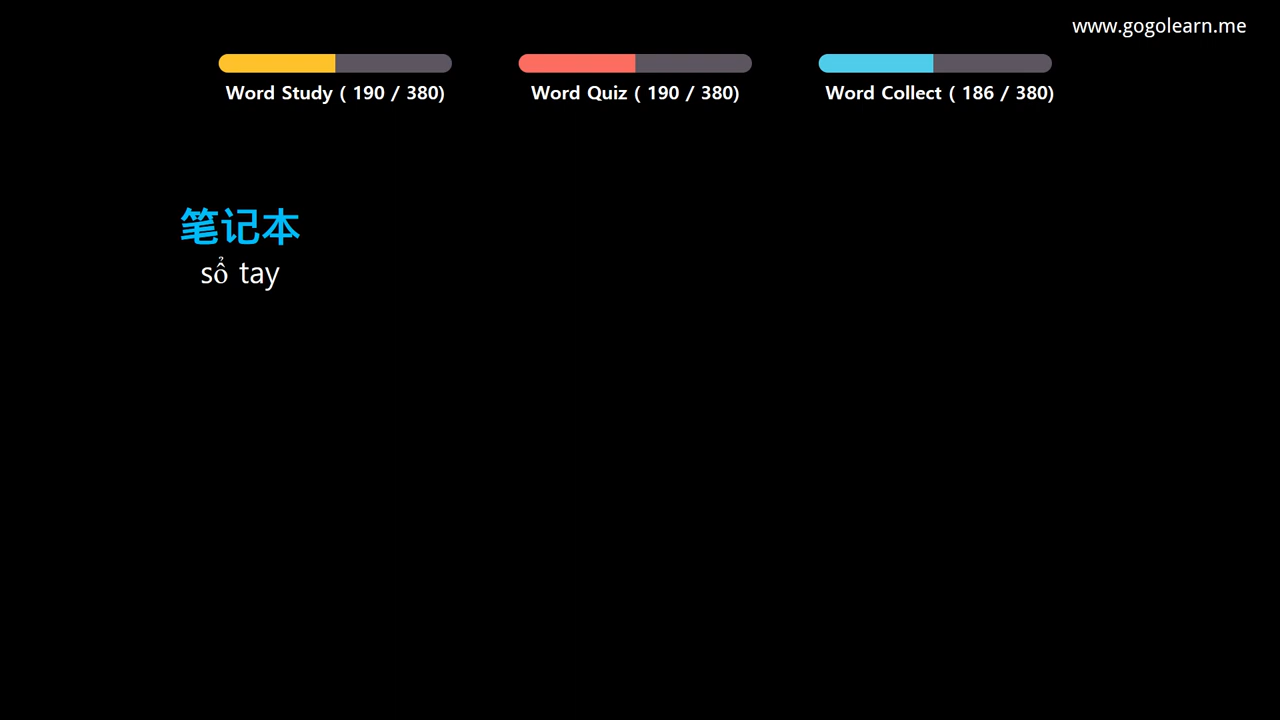 www.gogolearn.me
Word Study ( 190 / 380)
Word Quiz ( 190 / 380)
Word Collect ( 186 / 380)
笔记本
sổ tay